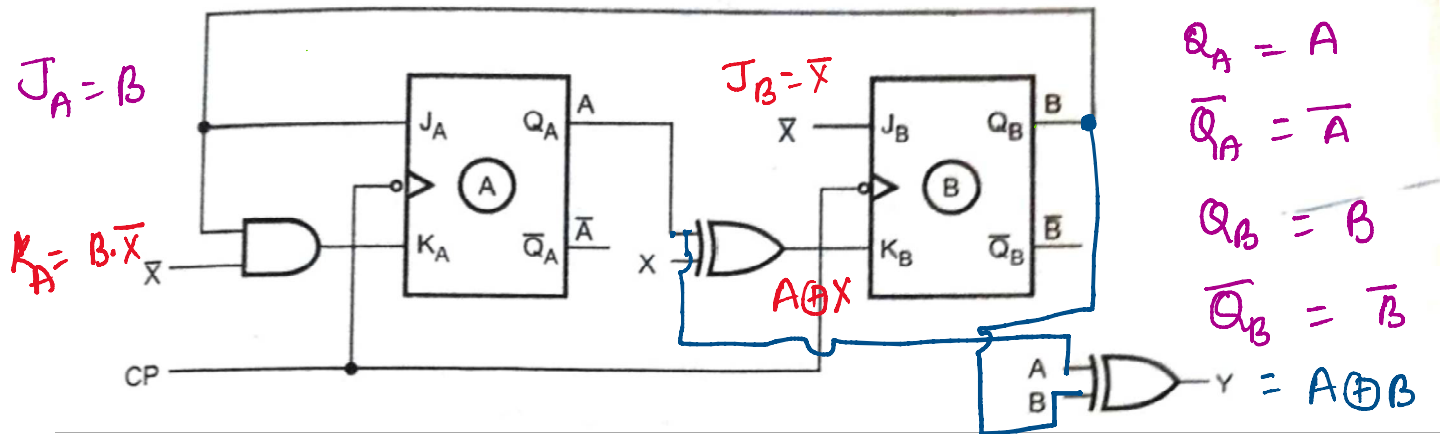 J_A = B
K_A = B·X̅
X̅
J_A
K_A
Q_A
Q̅_A
A
A
A̅
X
A⊕X
J_B = X̅
X̅
J_B
K_B
Q_B
Q̅_B
B
B
B̅
CP
A
B
Y = A⊕B
Q_A = A
Q̅_A = A̅
Q_B = B
Q̅_B = B̅